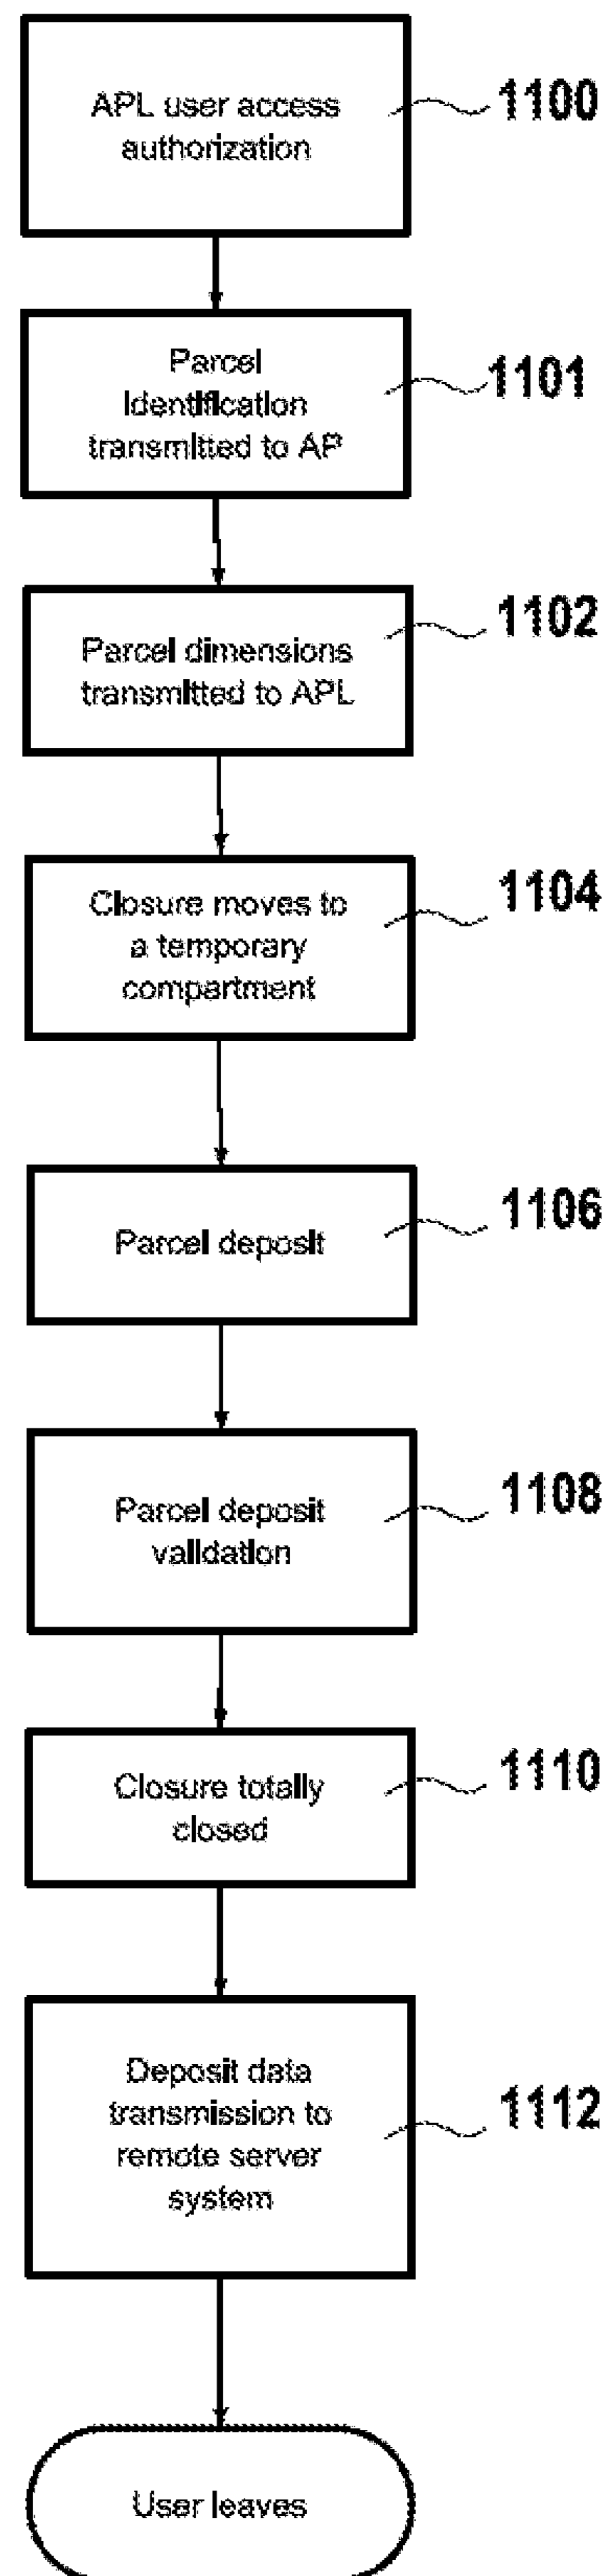 APL user access
authorization
1100
Parcel
Identification
transmitted to AP
1101
Parcel dimensions
transmitted to APL
1102
Closure moves to
a temporary
compartment
1104
Parcel deposit
1106
Parcel deposit
validation
1108
Closure totally
closed
1110
Deposit data
transmission to
remote server
system
1112
User leaves